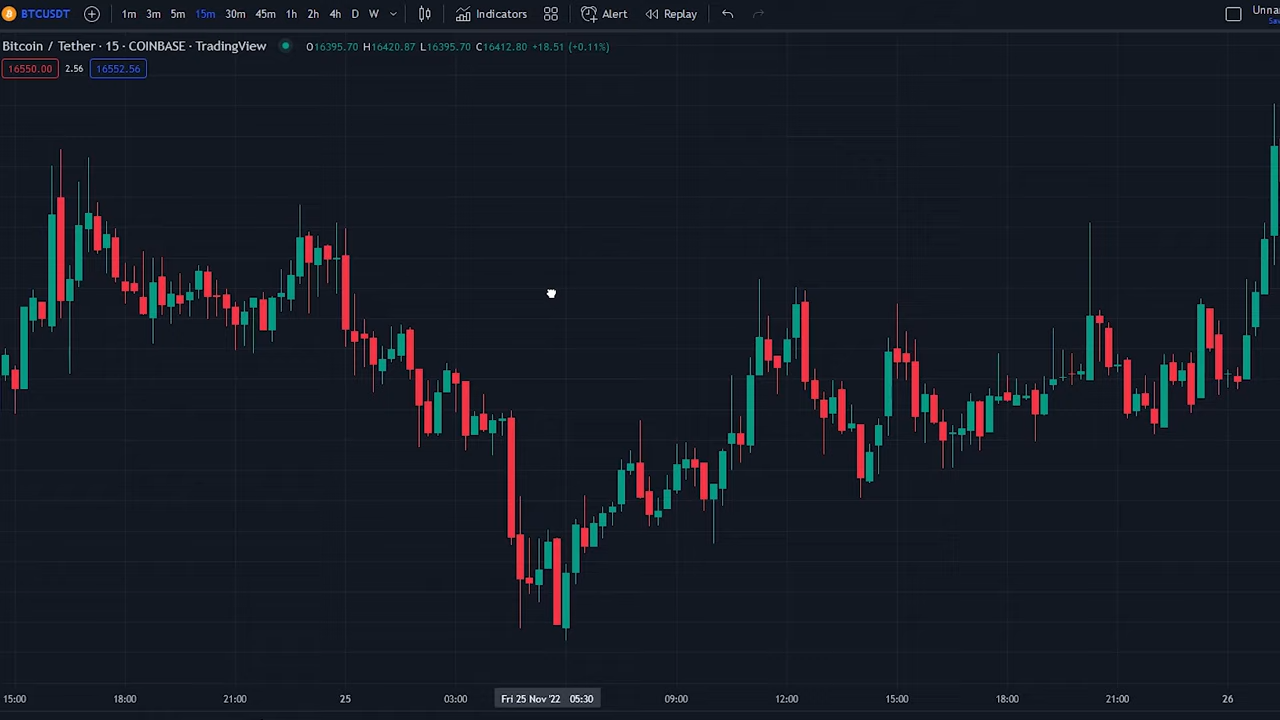 BTCUSDT 1m 3m 5m 15m 30m 45m 1h 2h 4h D W Indicators Alert Replay Unnar
Bitcoin / Tether · 15 · COINBASE · TradingView O16395.70 H16420.87 L16395.70 C16412.80 +18.51 (+0.11%)
16550.00 2.56 16552.56
15:00 18:00 21:00 25 03:00 Fri 25 Nov '22 05:30 09:00 12:00 15:00 18:00 21:00 26